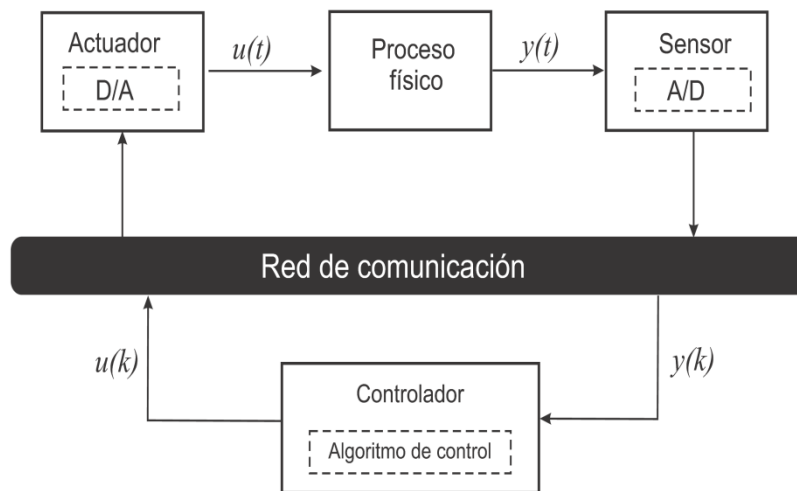 Actuador
D/A
u(t)
Proceso
físico
y(t)
Sensor
A/D
Red de comunicación
u(k)
y(k)
Controlador
Algoritmo de control